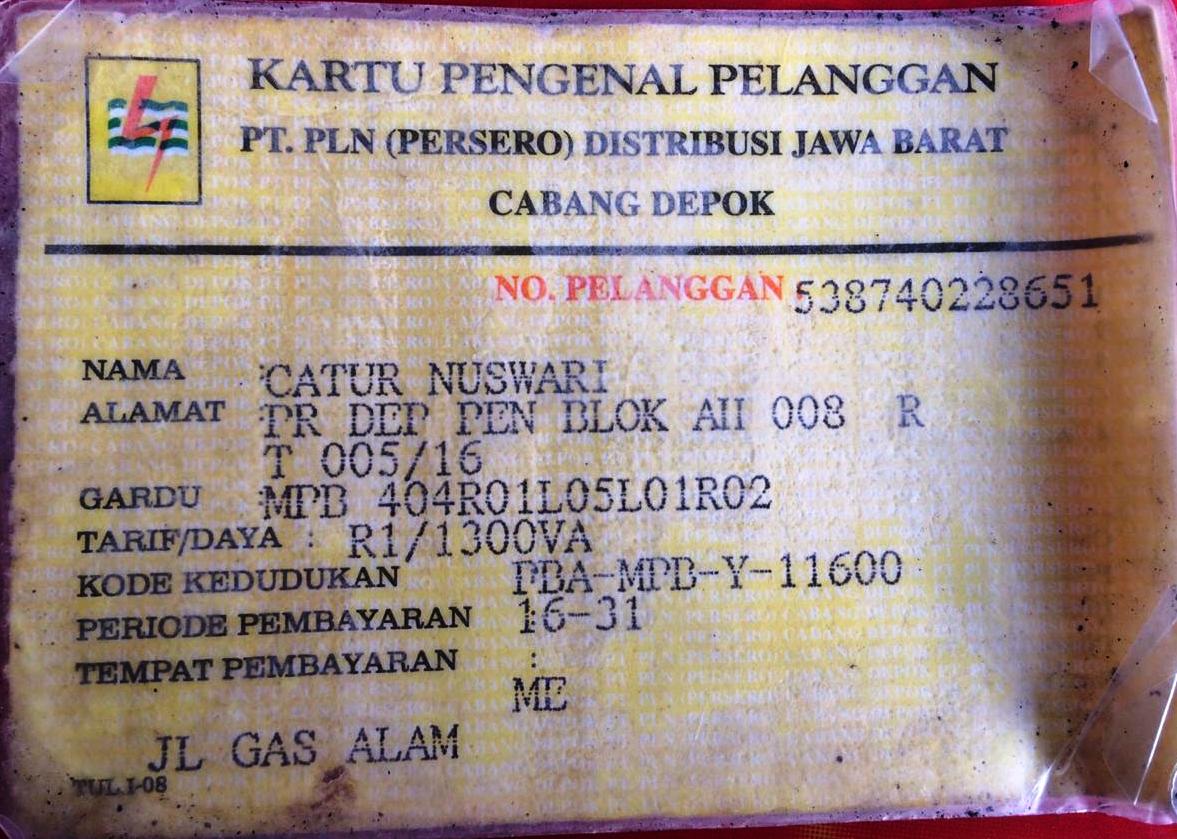 KARTU PENGENAL PELANGGAN
PT. PLN (PERSERO) DISTRIBUSI JAWA BARAT
CABANG DEPOK
NO. PELANGGAN 538740228651
NAMA :CATUR NUSWARI
ALAMAT :PR DEP PEN BLOK AII 008 R
T 005/16
GARDU :MPB 404R01L05L01R02
TARIF/DAYA : R1/1300VA
KODE KEDUDUKAN PBA-MPB-Y-11600
PERIODE PEMBAYARAN :16-31
TEMPAT PEMBAYARAN :
ME
JL GAS ALAM
TUL I-08